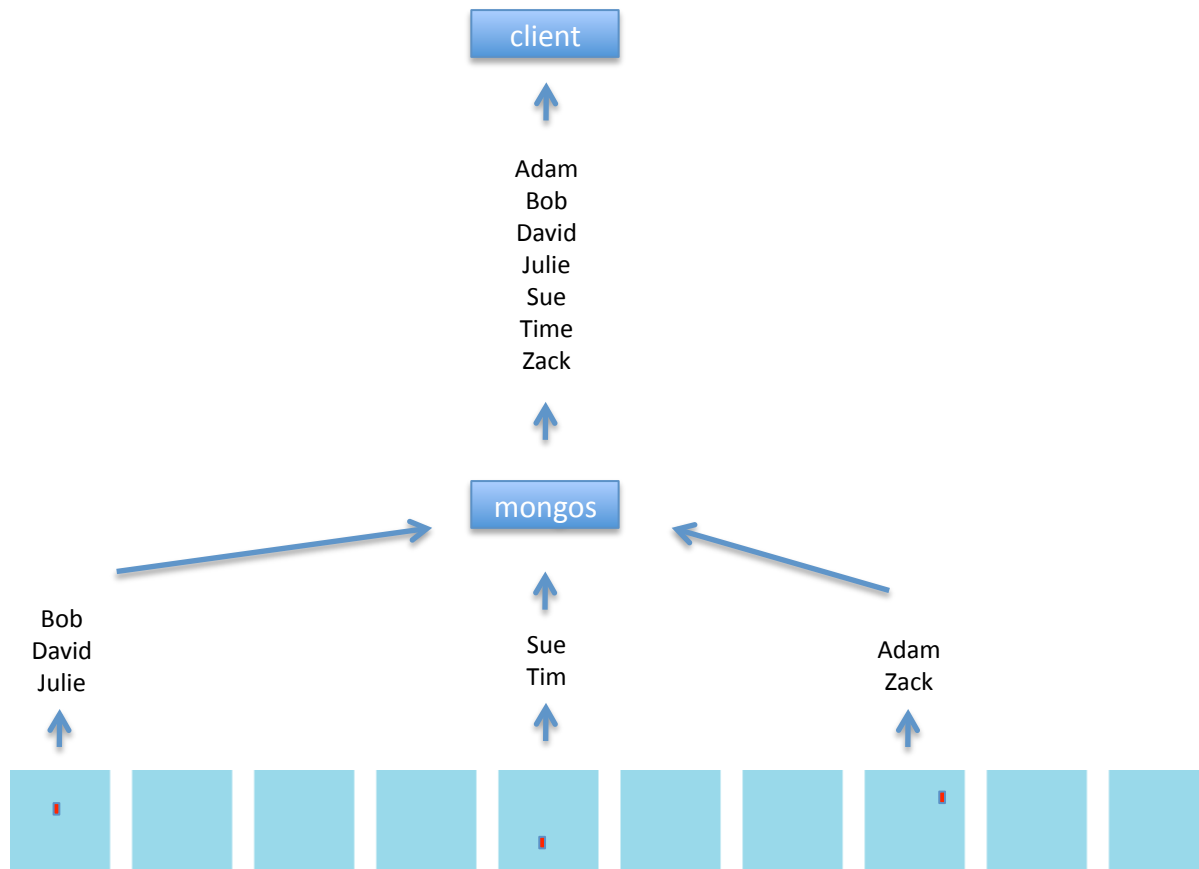 client
Adam
Bob
David
Julie
Sue
Time
Zack
mongos
Bob
David
Julie
Sue
Tim
Adam
Zack